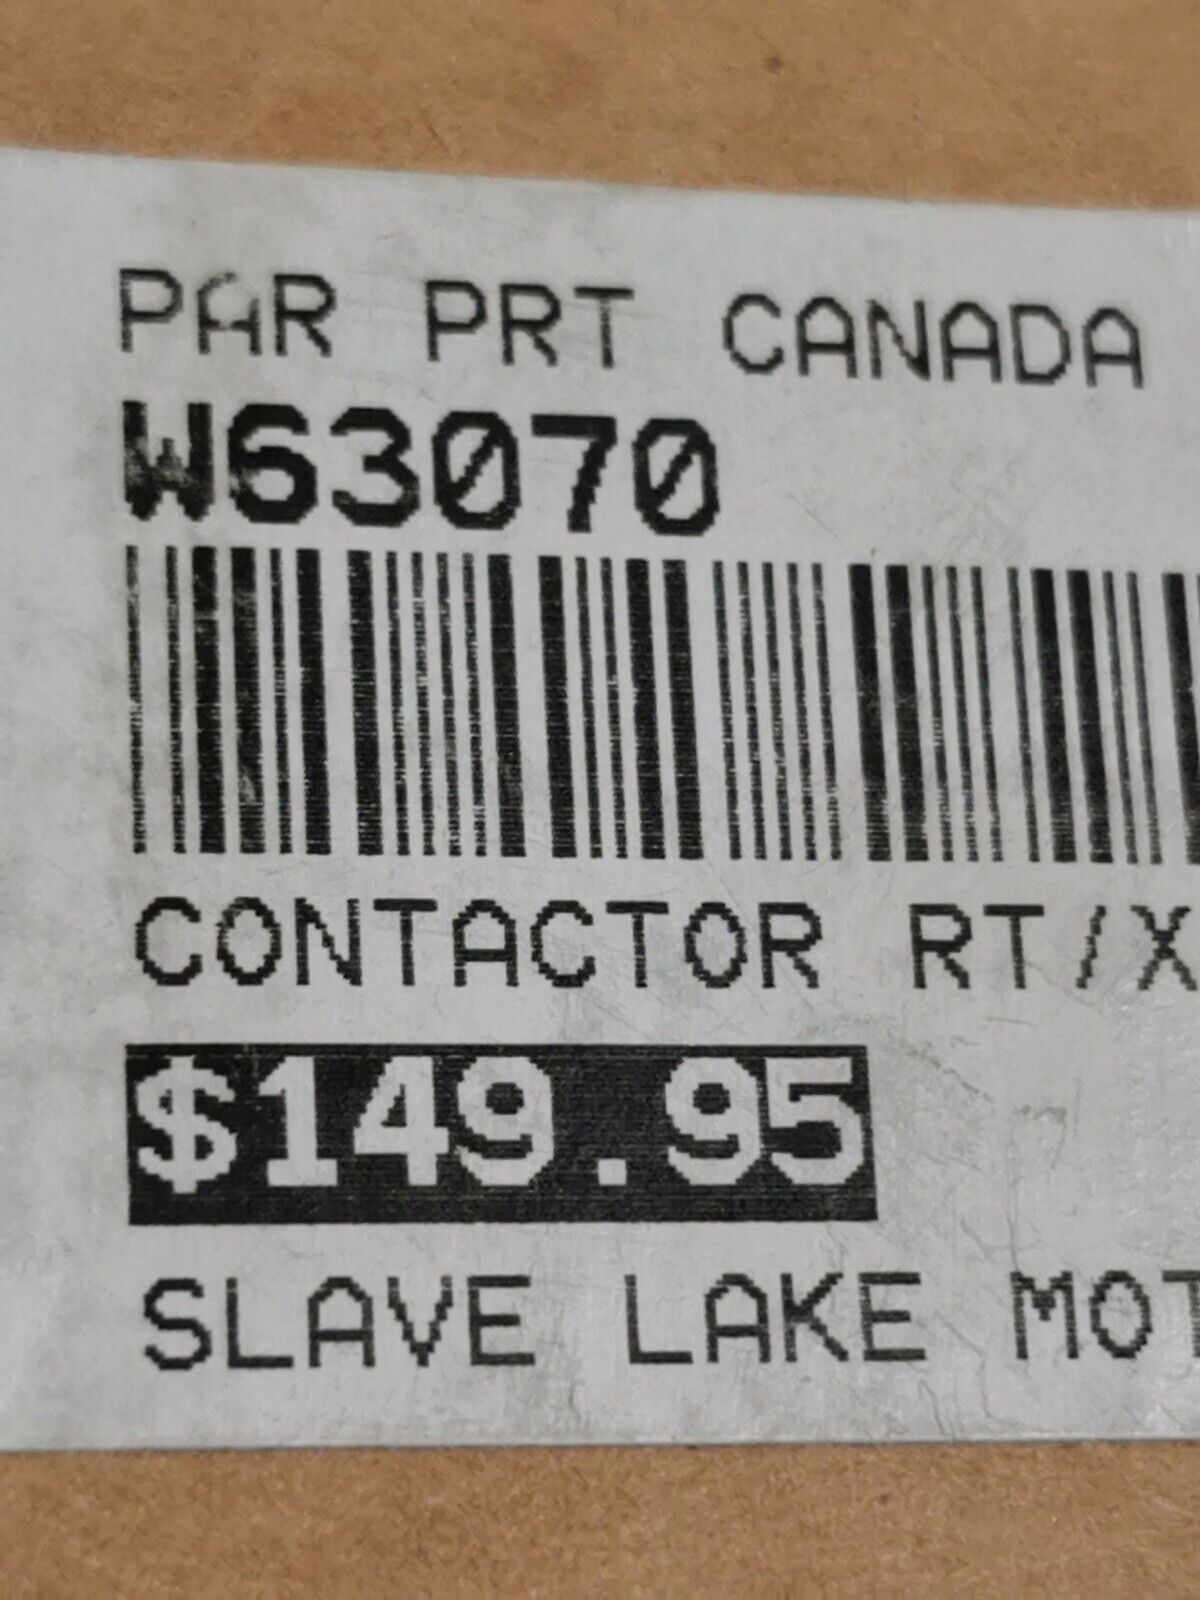 PAR PRT CANADA
W63070
CONTACTOR RT/X
$149.95
SLAVE LAKE MOT